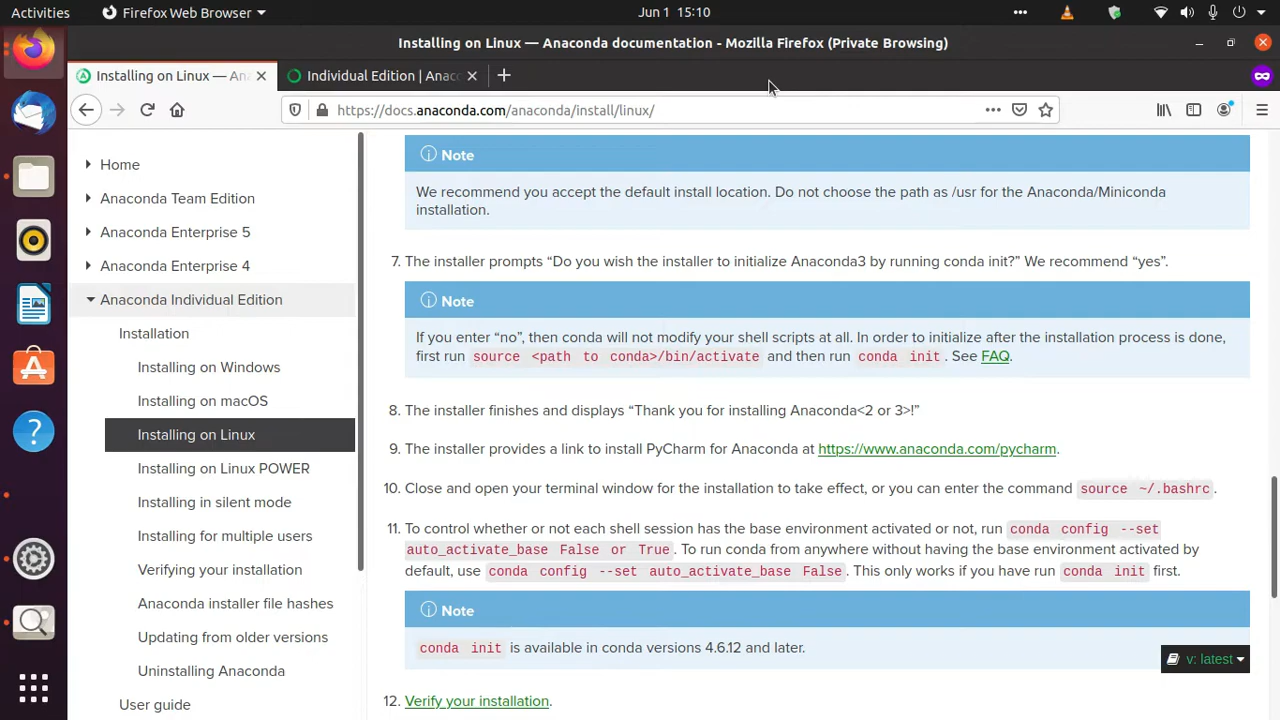 Activities
Firefox Web Browser
Jun 1 15:10
Installing on Linux — Anaconda documentation - Mozilla Firefox (Private Browsing)
Installing on Linux — Ana
Individual Edition | Anac
https://docs.anaconda.com/anaconda/install/linux/
Home
Anaconda Team Edition
Anaconda Enterprise 5
Anaconda Enterprise 4
Anaconda Individual Edition
Installation
Installing on Windows
Installing on macOS
Installing on Linux
Installing on Linux POWER
Installing in silent mode
Installing for multiple users
Verifying your installation
Anaconda installer file hashes
Updating from older versions
Uninstalling Anaconda
User guide
Note
We recommend you accept the default install location. Do not choose the path as /usr for the Anaconda/Miniconda
installation.
7. The installer prompts “Do you wish the installer to initialize Anaconda3 by running conda init?” We recommend “yes”.
Note
If you enter “no”, then conda will not modify your shell scripts at all. In order to initialize after the installation process is done,
first run source <path to conda>/bin/activate and then run conda init. See FAQ.
8. The installer finishes and displays “Thank you for installing Anaconda<2 or 3>!”
9. The installer provides a link to install PyCharm for Anaconda at https://www.anaconda.com/pycharm.
10. Close and open your terminal window for the installation to take effect, or you can enter the command source ~/.bashrc.
11. To control whether or not each shell session has the base environment activated or not, run conda config --set
auto_activate_base False or True. To run conda from anywhere without having the base environment activated by
default, use conda config --set auto_activate_base False. This only works if you have run conda init first.
Note
conda init is available in conda versions 4.6.12 and later.
v: latest
12. Verify your installation.